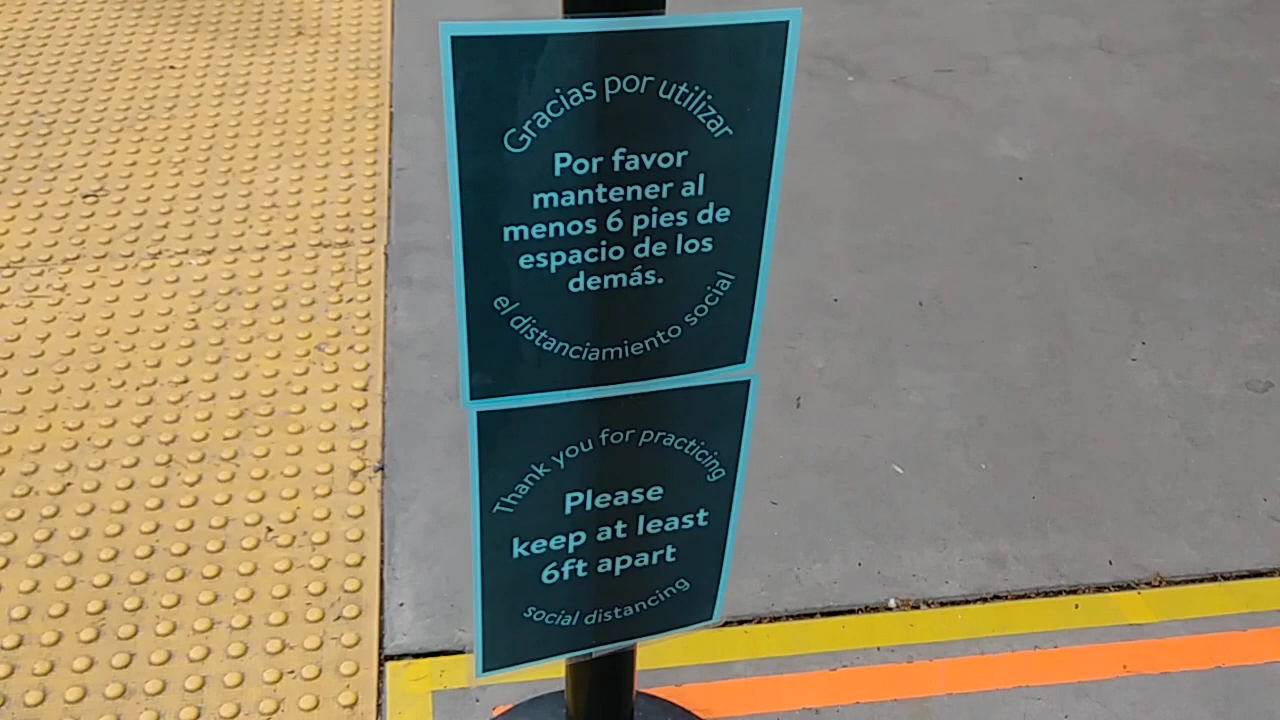 Gracias por utilizar
Por favor
mantener al
menos 6 pies de
espacio de los
demás.
el distanciamiento social
Thank you for practicing
Please
keep at least
6ft apart
social distancing